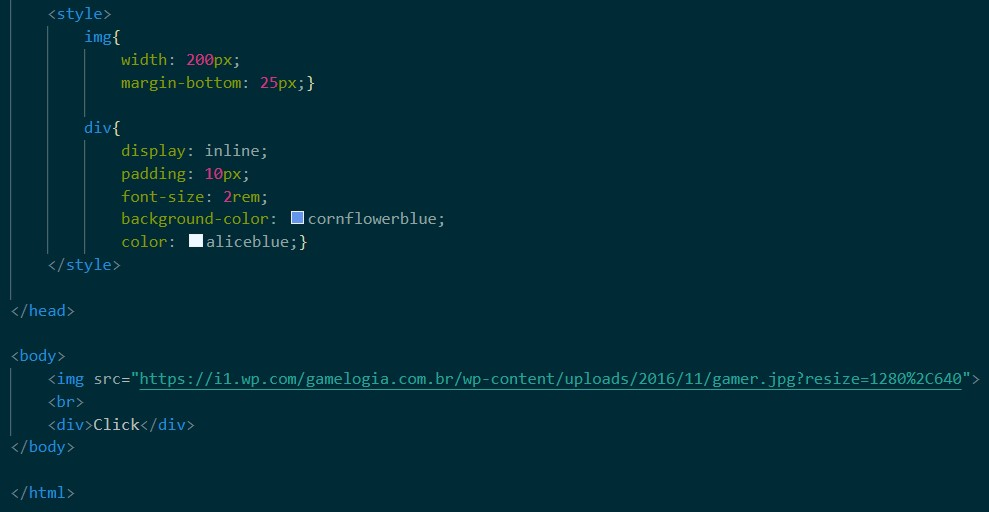 <style>
img{
width: 200px;
margin-bottom: 25px;}
div{
display: inline;
padding: 10px;
font-size: 2rem;
background-color: cornflowerblue;
color: aliceblue;}
</style>
</head>
<body>
<img src="https://i1.wp.com/gamelogia.com.br/wp-content/uploads/2016/11/gamer.jpg?resize=1280%2C640">
<br>
<div>Click</div>
</body>
</html>